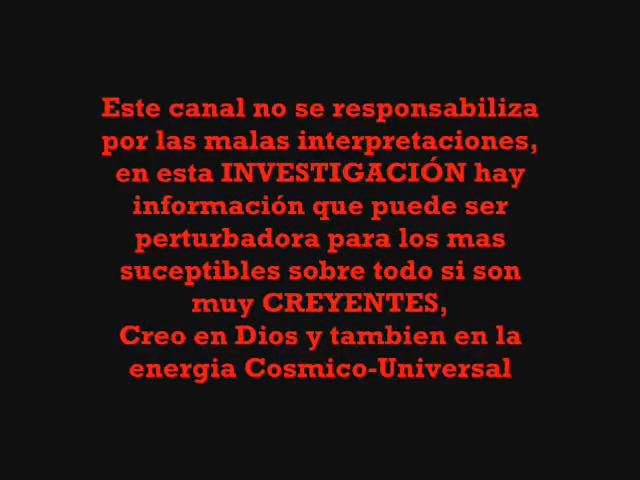 Este canal no se responsabiliza
por las malas interpretaciones,
en esta INVESTIGACIÓN hay
información que puede ser
perturbadora para los mas
suceptibles sobre todo si son
muy CREYENTES,
Creo en Dios y tambien en la
energia Cosmico-Universal